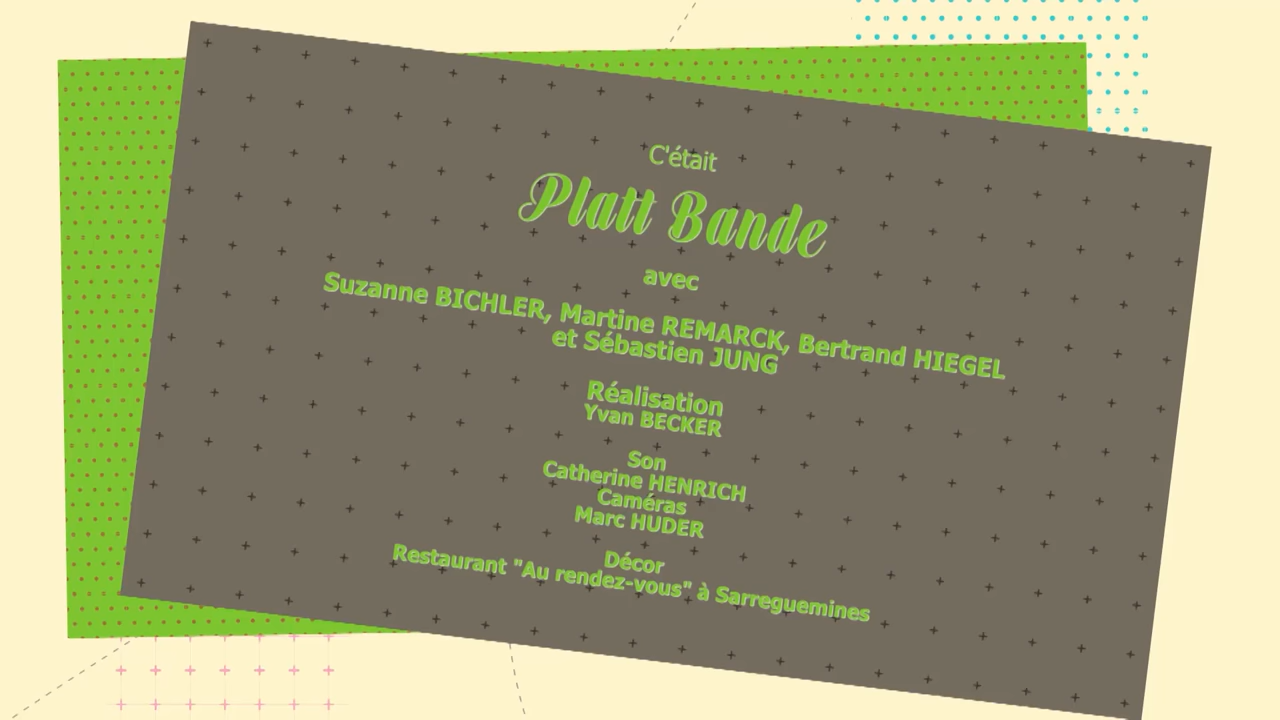 C'était
Platt Bande
avec
Suzanne BICHLER, Martine REMARCK, Bertrand HIEGEL
et Sébastien JUNG
Réalisation
Yvan BECKER
Son
Catherine HENRICH
Caméras
Marc HUDER
Décor
Restaurant "Au rendez-vous" à Sarreguemines